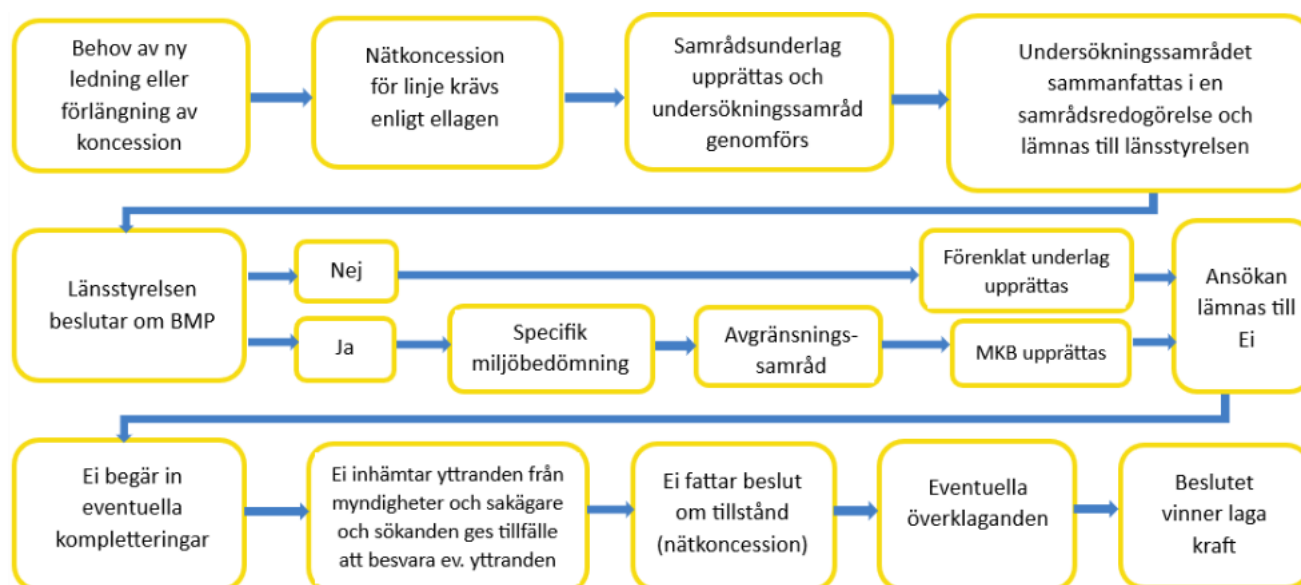 Behov av ny
ledning eller
förlängning av
koncession
Nätkoncession
för linje krävs
enligt ellagen
Samrådsunderlag
upprättas och
undersökningssamråd
genomförs
Undersökningssamrådet
sammanfattas i en
samrådsredogörelse och
lämnas till länsstyrelsen
Länsstyrelsen
beslutar om BMP
Nej
Förenklat underlag
upprättas
Ja
Specifik
miljöbedömning
Avgränsnings-
samråd
MKB upprättas
Ansökan
lämnas till
Ei
Ei begär in
eventuella
kompletteringar
Ei inhämtar yttranden från
myndigheter och sakägare
och sökanden ges tillfälle
att besvara ev. yttranden
Ei fattar beslut
om tillstånd
(nätkoncession)
Eventuella
överklaganden
Beslutet
vinner laga
kraft